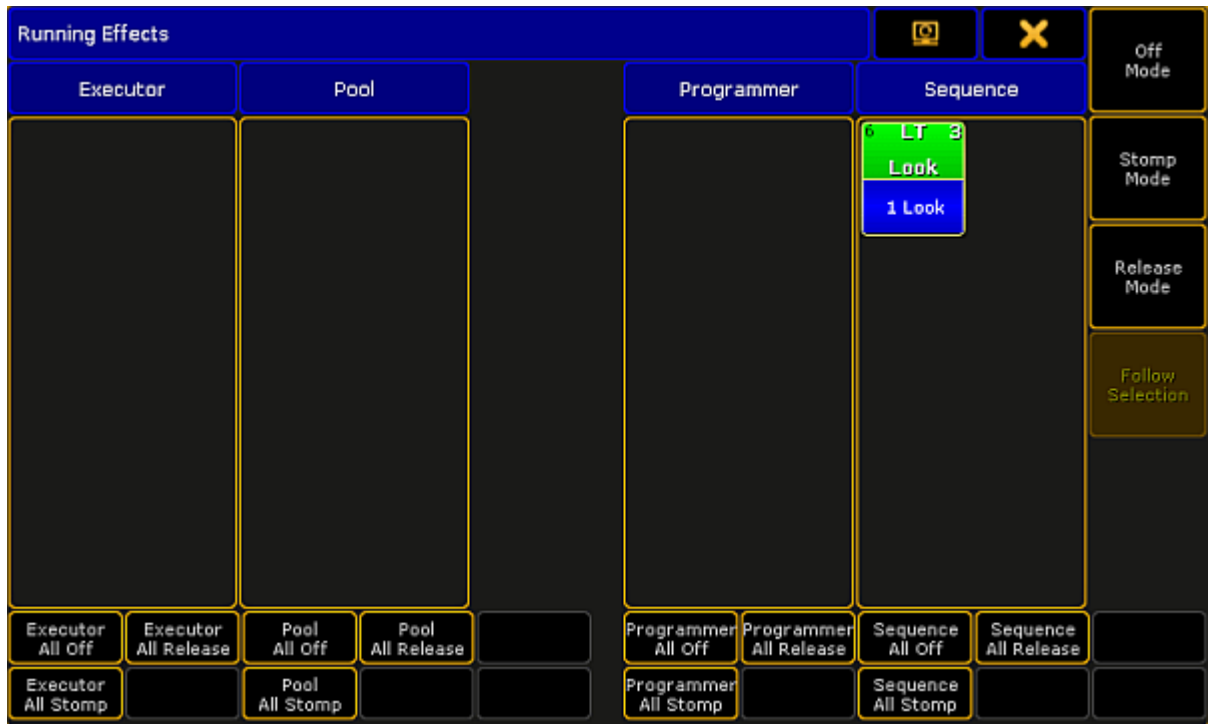 Running Effects
Off
Mode
Executor
Pool
Programmer
Sequence
6 LT 3
Look
1 Look
Stomp
Mode
Release
Mode
Follow
Selection
Executor
All Off
Executor
All Release
Pool
All Off
Pool
All Release
Programmer
All Off
Programmer
All Release
Sequence
All Off
Sequence
All Release
Executor
All Stomp
Pool
All Stomp
Programmer
All Stomp
Sequence
All Stomp